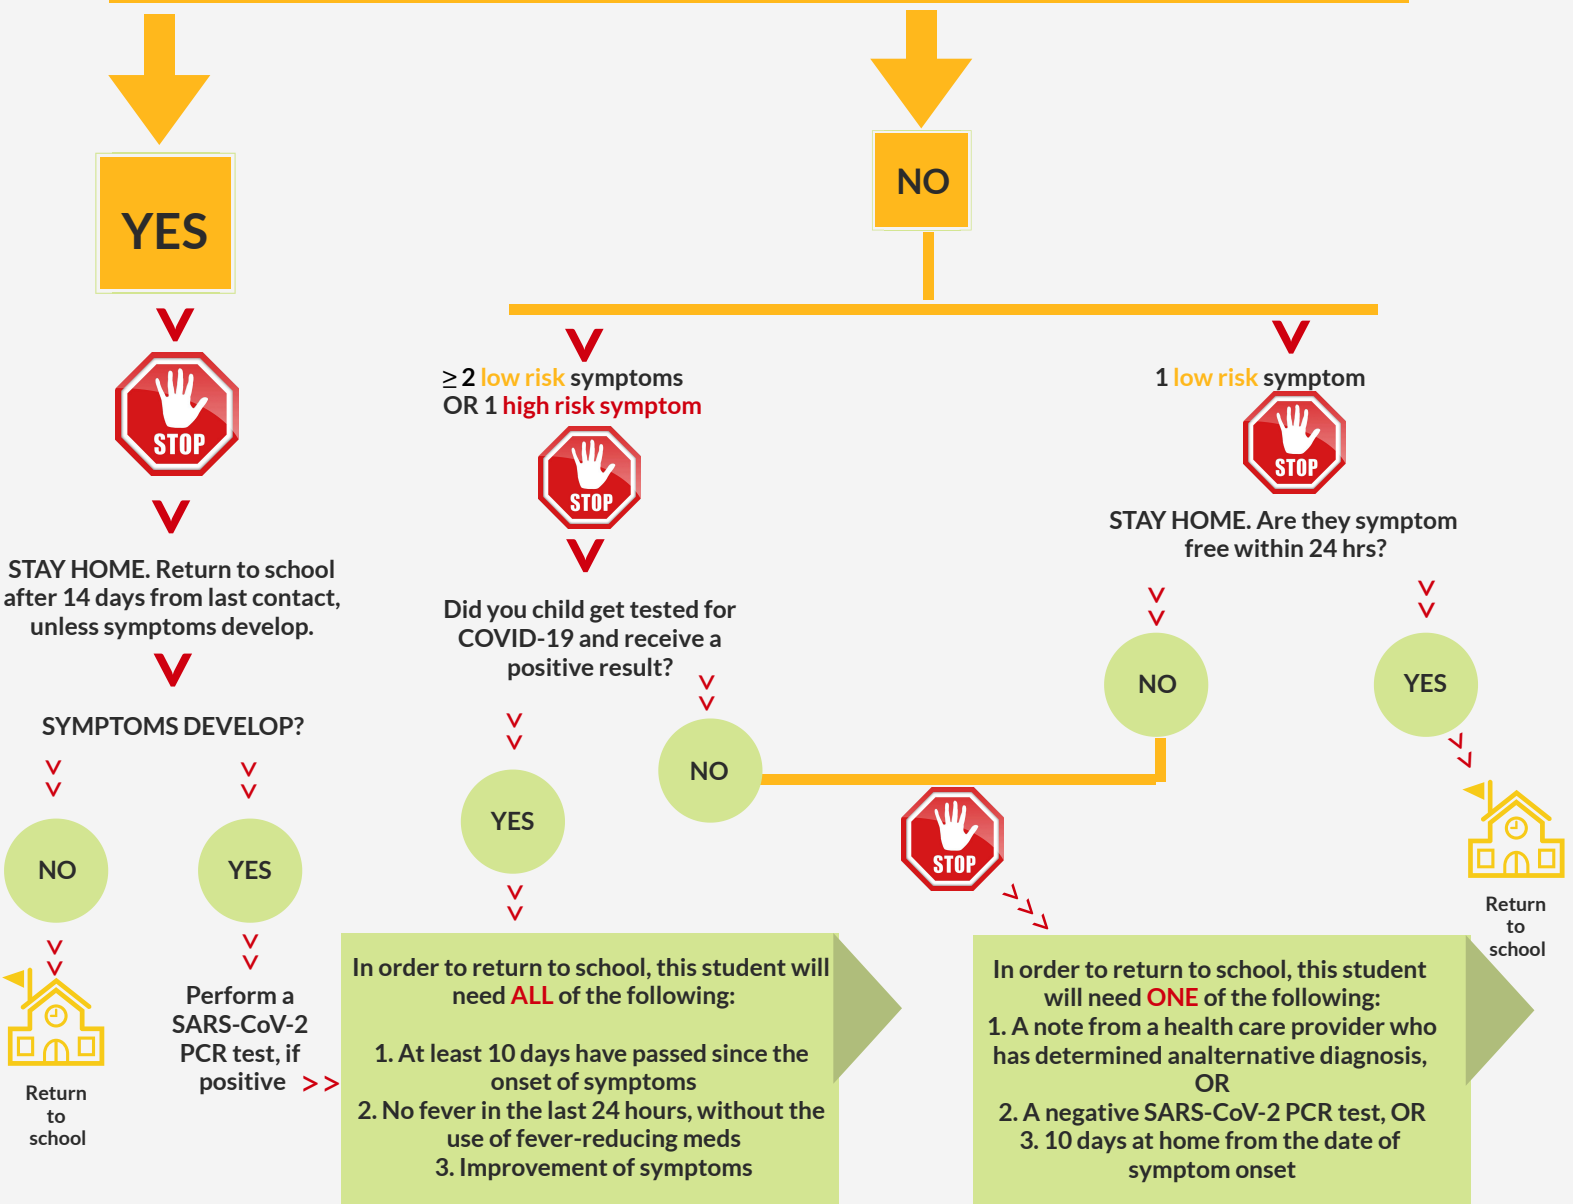 YES
STOP
STAY HOME. Return to school
after 14 days from last contact,
unless symptoms develop.
SYMPTOMS DEVELOP?
NO
Return
to
school
YES
Perform a
SARS-CoV-2
PCR test, if
positive >>
NO
≥ 2 low risk symptoms
OR 1 high risk symptom
STOP
Did you child get tested for
COVID-19 and receive a
positive result?
YES
NO
In order to return to school, this student will
need ALL of the following:
1. At least 10 days have passed since the
onset of symptoms
2. No fever in the last 24 hours, without the
use of fever-reducing meds
3. Improvement of symptoms
1 low risk symptom
STOP
STAY HOME. Are they symptom
free within 24 hrs?
NO
YES
Return
to
school
STOP
In order to return to school, this student
will need ONE of the following:
1. A note from a health care provider who
has determined analternative diagnosis,
OR
2. A negative SARS-CoV-2 PCR test, OR
3. 10 days at home from the date of
symptom onset